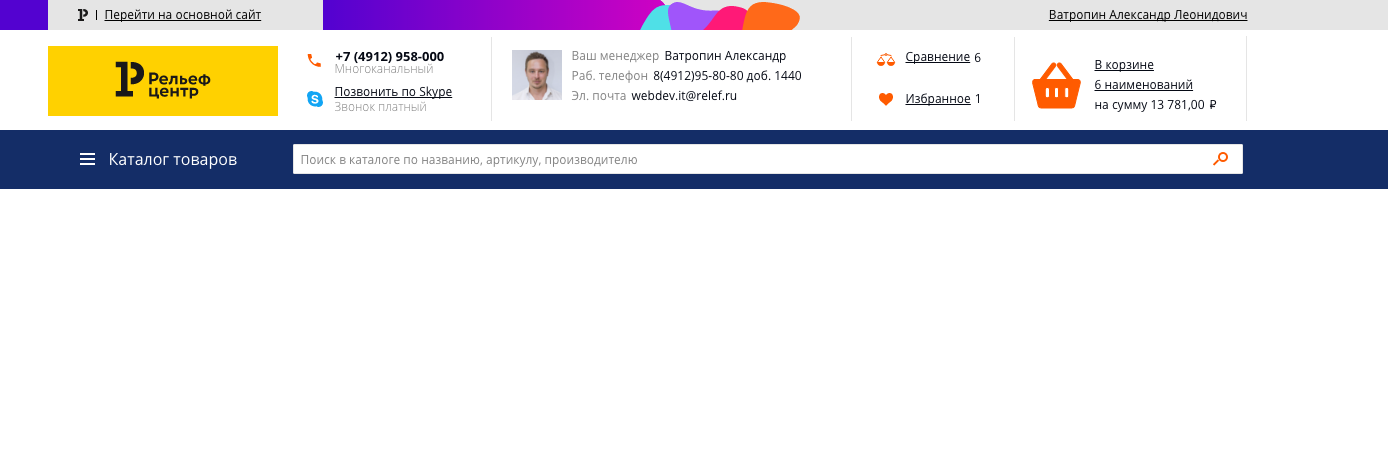 Перейти на основной сайт
Ватропин Александр Леонидович
Рельеф
центр
+7 (4912) 958-000
Многоканальный
Позвонить по Skype
Звонок платный
Ваш менеджер Ватропин Александр
Раб. телефон 8(4912)95-80-80 доб. 1440
Эл. почта webdev.it@relef.ru
Сравнение 6
Избранное 1
В корзине
6 наименований
на сумму 13 781,00 ₽
Каталог товаров
Поиск в каталоге по названию, артикулу, производителю